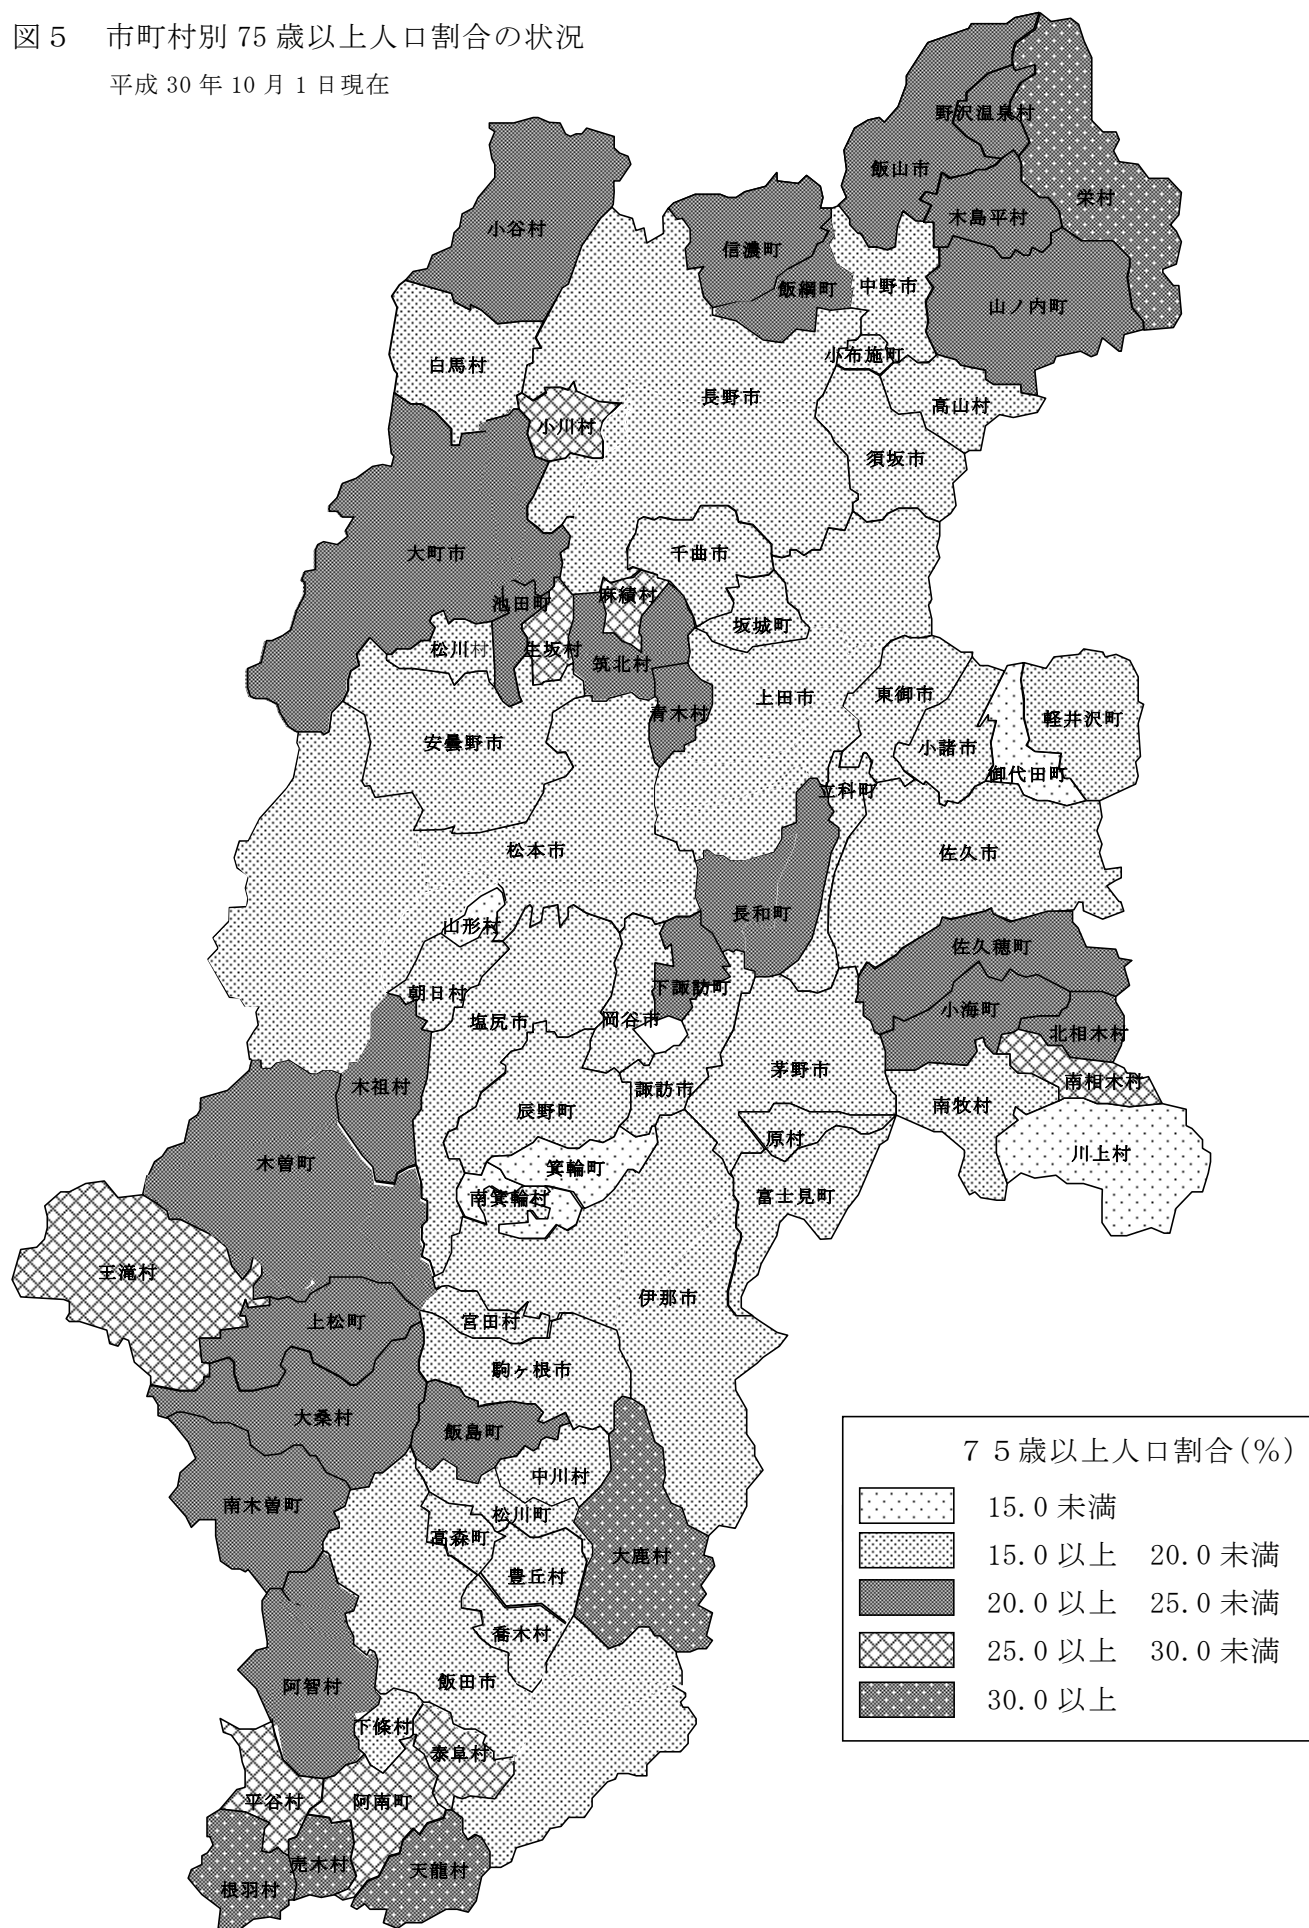 図５　市町村別 75 歳以上人口割合の状況
平成 30 年 10 月 1 日現在
野沢温泉村
飯山市
栄村
木島平村
小谷村
信濃町
飯綱町
中野市
山ノ内町
小布施町
白馬村
長野市
高山村
小川村
須坂市
千曲市
大町市
麻績村
池田町
坂城町
松川村
生坂村
筑北村
上田市
東御市
青木村
軽井沢町
安曇野市
小諸市
御代田町
立科町
松本市
佐久市
長和町
山形村
佐久穂町
朝日村
下諏訪町
小海町
塩尻市
岡谷市
北相木村
茅野市
木祖村
諏訪市
南相木村
辰野町
南牧村
原村
川上村
木曽町
箕輪町
南箕輪村
富士見町
王滝村
伊那市
上松町
宮田村
駒ヶ根市
大桑村
飯島町
中川村
南木曽町
松川町
高森町
大鹿村
豊丘村
喬木村
飯田市
阿智村
下條村
泰阜村
平谷村
阿南町
売木村
天龍村
根羽村
７５歳以上人口割合(%)
15.0 未満
15.0 以上　20.0 未満
20.0 以上　25.0 未満
25.0 以上　30.0 未満
30.0 以上